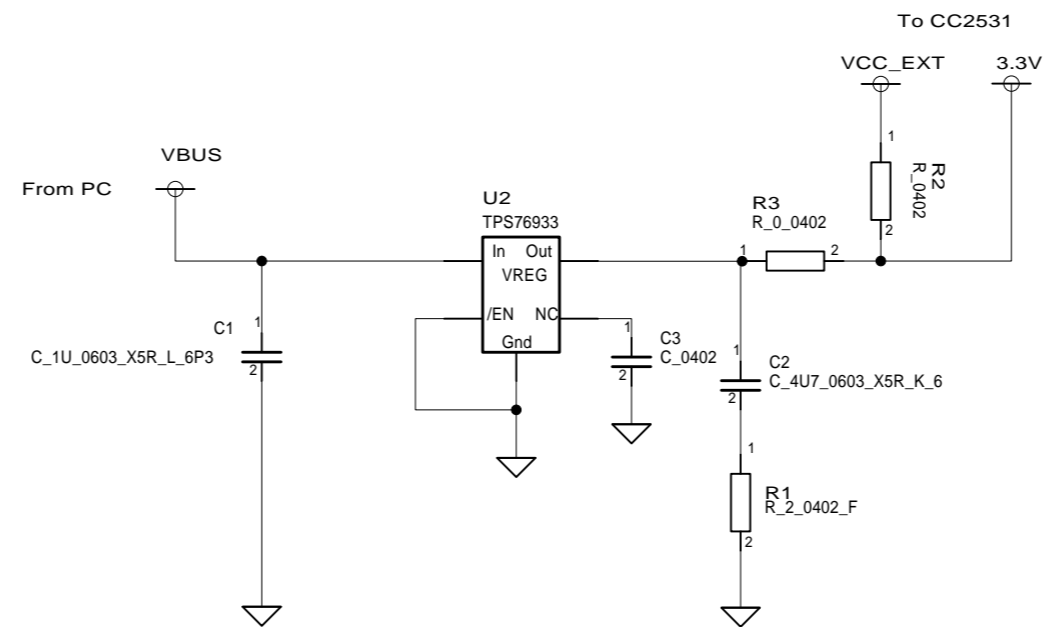 To CC2531
VCC_EXT
3.3V
1
R2
R_0402
2
VBUS
From PC
U2
TPS76933
In
Out
VREG
/EN
NC
Gnd
R3
R_0_0402
1
2
C1
1
C_1U_0603_X5R_L_6P3
2
1
C3
C_0402
2
1
C2
C_4U7_0603_X5R_K_6
2
1
R1
R_2_0402_F
2